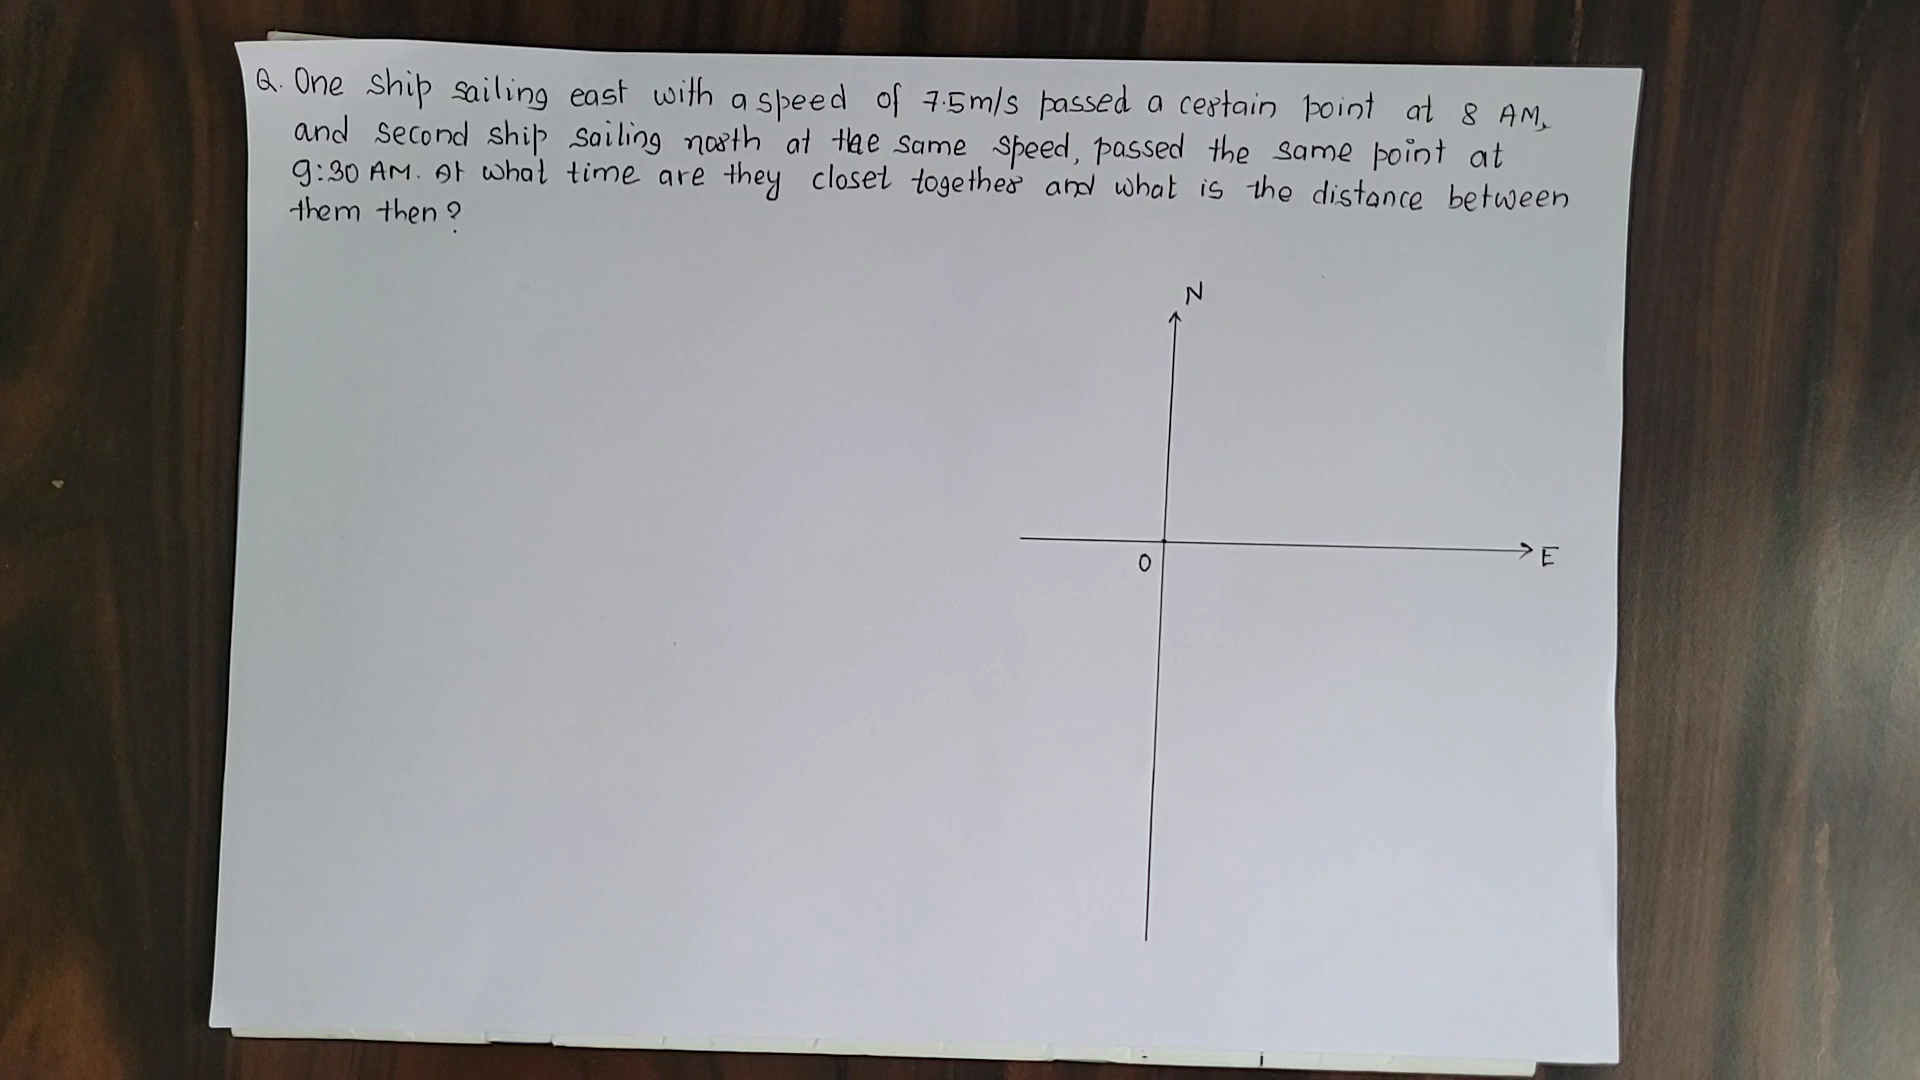 Q. One ship sailing east with a speed of 7.5m/s passed a certain point at 8 AM,
and second ship sailing north at the same speed, passed the same point at
9:30 AM. At what time are they closet together and what is the distance between
them then?
N
O
E